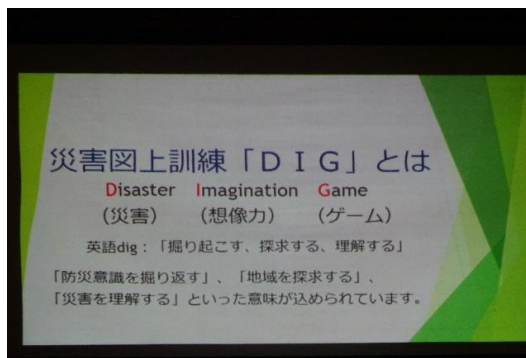 災害図上訓練「ＤＩＧ」とは
Disaster Imagination Game
(災害) (想像力) (ゲーム)
英語dig：「掘り起こす、探求する、理解する」
「防災意識を掘り返す」、「地域を探求する」、
「災害を理解する」といった意味が込められています。